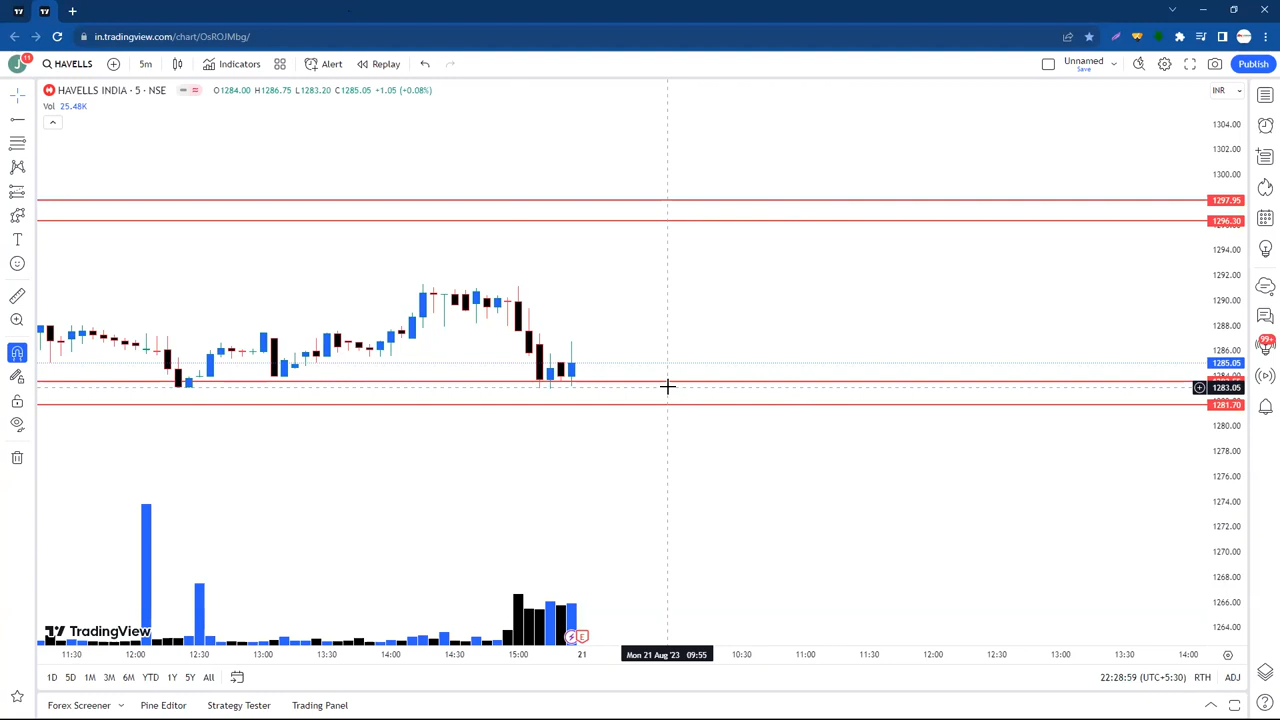 in.tradingview.com/chart/OsROJMbg/
J 11 HAVELLS 5m Indicators Alert Replay Unnamed Save Publish
HAVELLS INDIA · 5 · NSE O1284.00 H1286.75 L1283.20 C1285.05 +1.05 (+0.08%) INR
Vol 25.48K
1304.00
1302.00
1300.00
1297.95
1296.30
1294.00
1292.00
1290.00
1288.00
1286.00
1285.05
1283.05
1281.70
1280.00
1278.00
1276.00
1274.00
1272.00
1270.00
1268.00
1266.00
1264.00
99+
TradingView
E
11:30 12:00 12:30 13:00 13:30 14:00 14:30 15:00 21 Mon 21 Aug '23 09:55 10:30 11:00 11:30 12:00 12:30 13:00 13:30 14:00
1D 5D 1M 3M 6M YTD 1Y 5Y All 22:28:59 (UTC+5:30) RTH ADJ
Forex Screener Pine Editor Strategy Tester Trading Panel